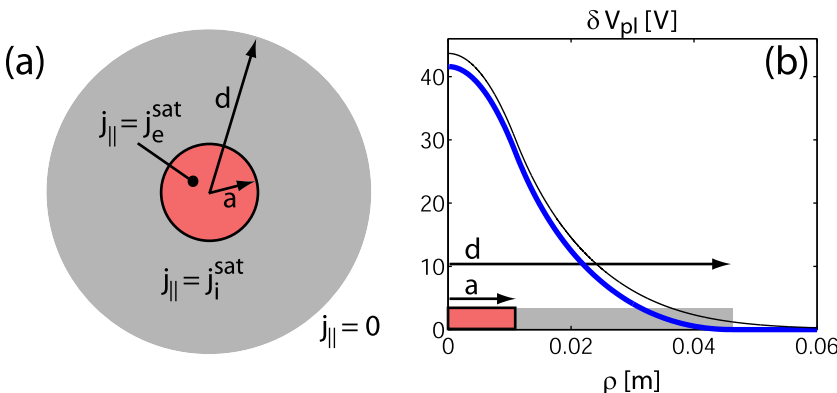 (a)
d
j|| = j_e^sat
a
j|| = j_i^sat
j|| = 0
δ V_pl [V]
(b)
40
30
20
10
0
d
a
0
0.02
0.04
0.06
ρ [m]